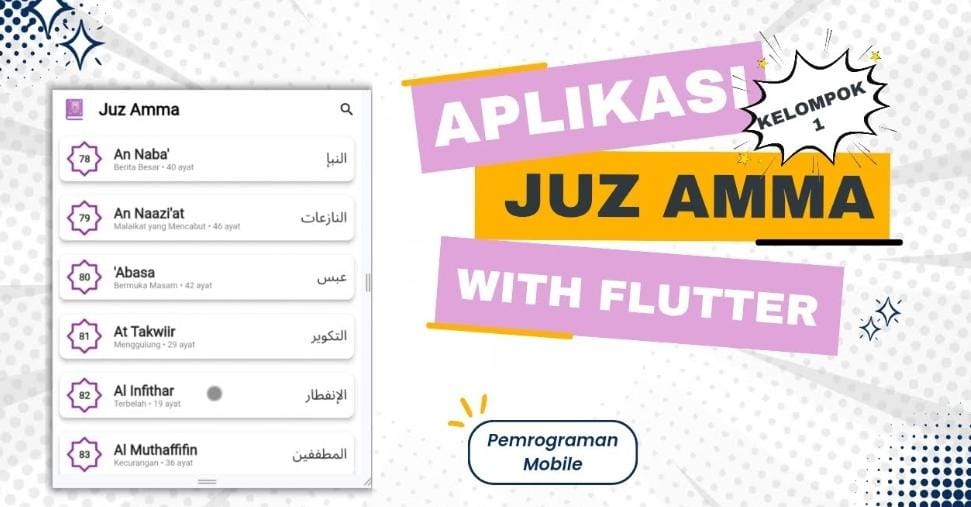 Juz Amma
78
An Naba'
Berita Besar • 40 ayat
النبإ
79
An Naazi'at
Malaikat yang Mencabut • 46 ayat
النازعات
80
'Abasa
Bermuka Masam • 42 ayat
عبس
81
At Takwiir
Menggulung • 29 ayat
التكوير
82
Al Infithar
Terbelah • 19 ayat
الإنفطار
83
Al Muthaffifin
Kecurangan • 36 ayat
المطففين
APLIKASI
KELOMPOK
1
JUZ AMMA
WITH FLUTTER
Pemrograman
Mobile